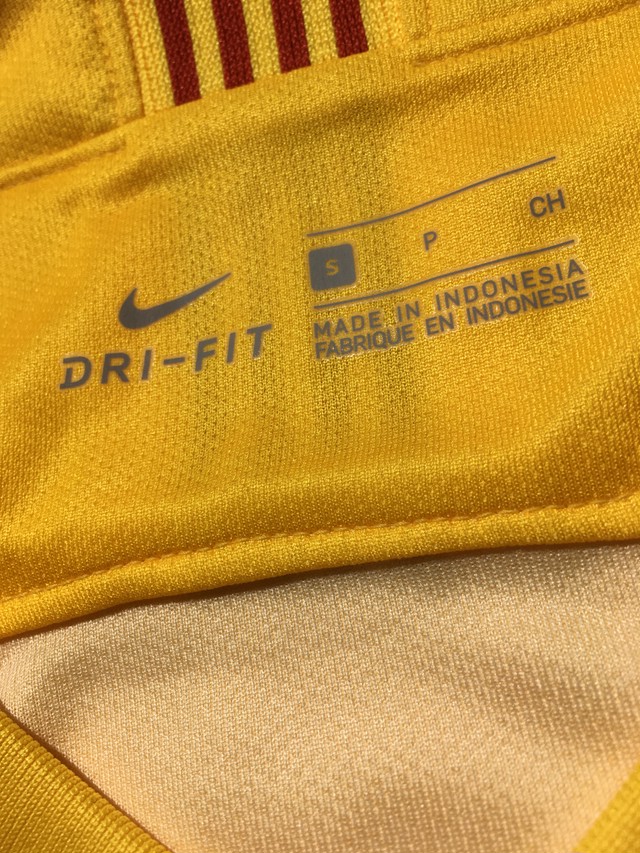 S P CH
DRI-FIT
MADE IN INDONESIA
FABRIQUE EN INDONESIE